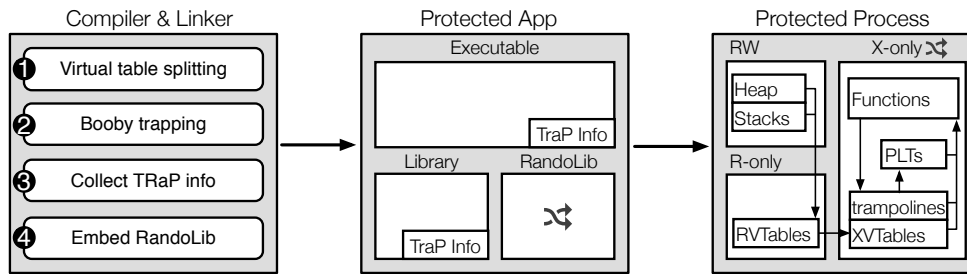 Compiler & Linker
1 Virtual table splitting
2 Booby trapping
3 Collect TRaP info
4 Embed RandoLib
Protected App
Executable
TraP Info
Library
RandoLib
TraP Info
Protected Process
RW
X-only
Heap
Stacks
Functions
PLTs
R-only
trampolines
RVTables
XVTables